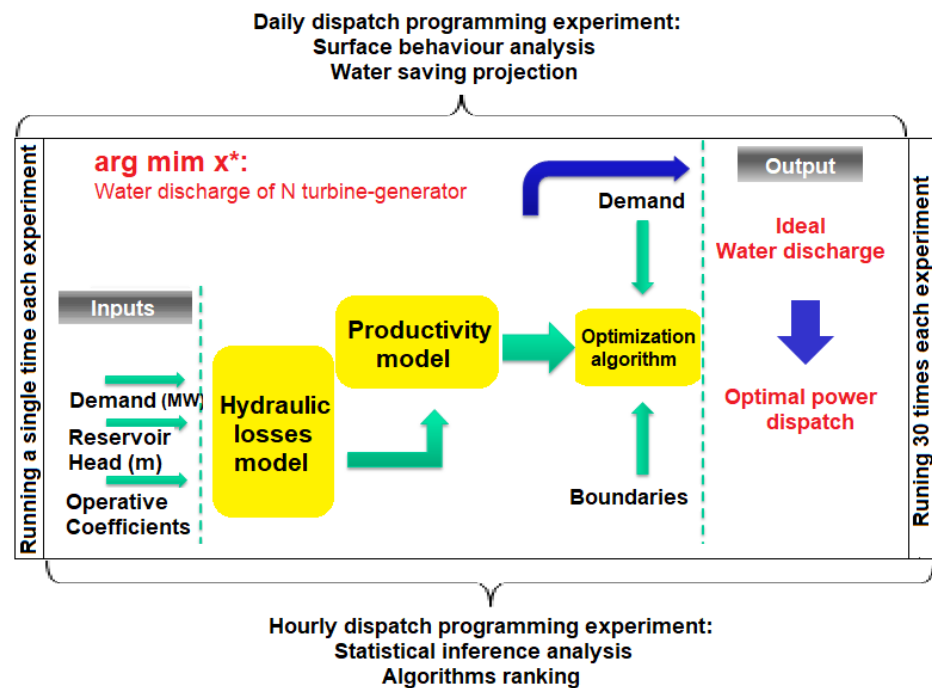 Daily dispatch programming experiment:
Surface behaviour analysis
Water saving projection
Running a single time each experiment
arg mim x*:
Water discharge of N turbine-generator
Inputs
Demand (MW)
Reservoir
Head (m)
Operative
Coefficients
Hydraulic
losses
model
Productivity
model
Demand
Optimization
algorithm
Boundaries
Output
Ideal
Water discharge
Optimal power
dispatch
Runing 30 times each experiment
Hourly dispatch programming experiment:
Statistical inference analysis
Algorithms ranking